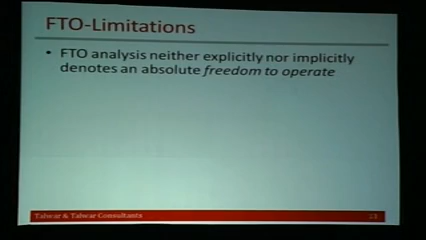 FTO-Limitations
• FTO analysis neither explicitly nor implicitly
denotes an absolute freedom to operate
Talwar & Talwar Consultants